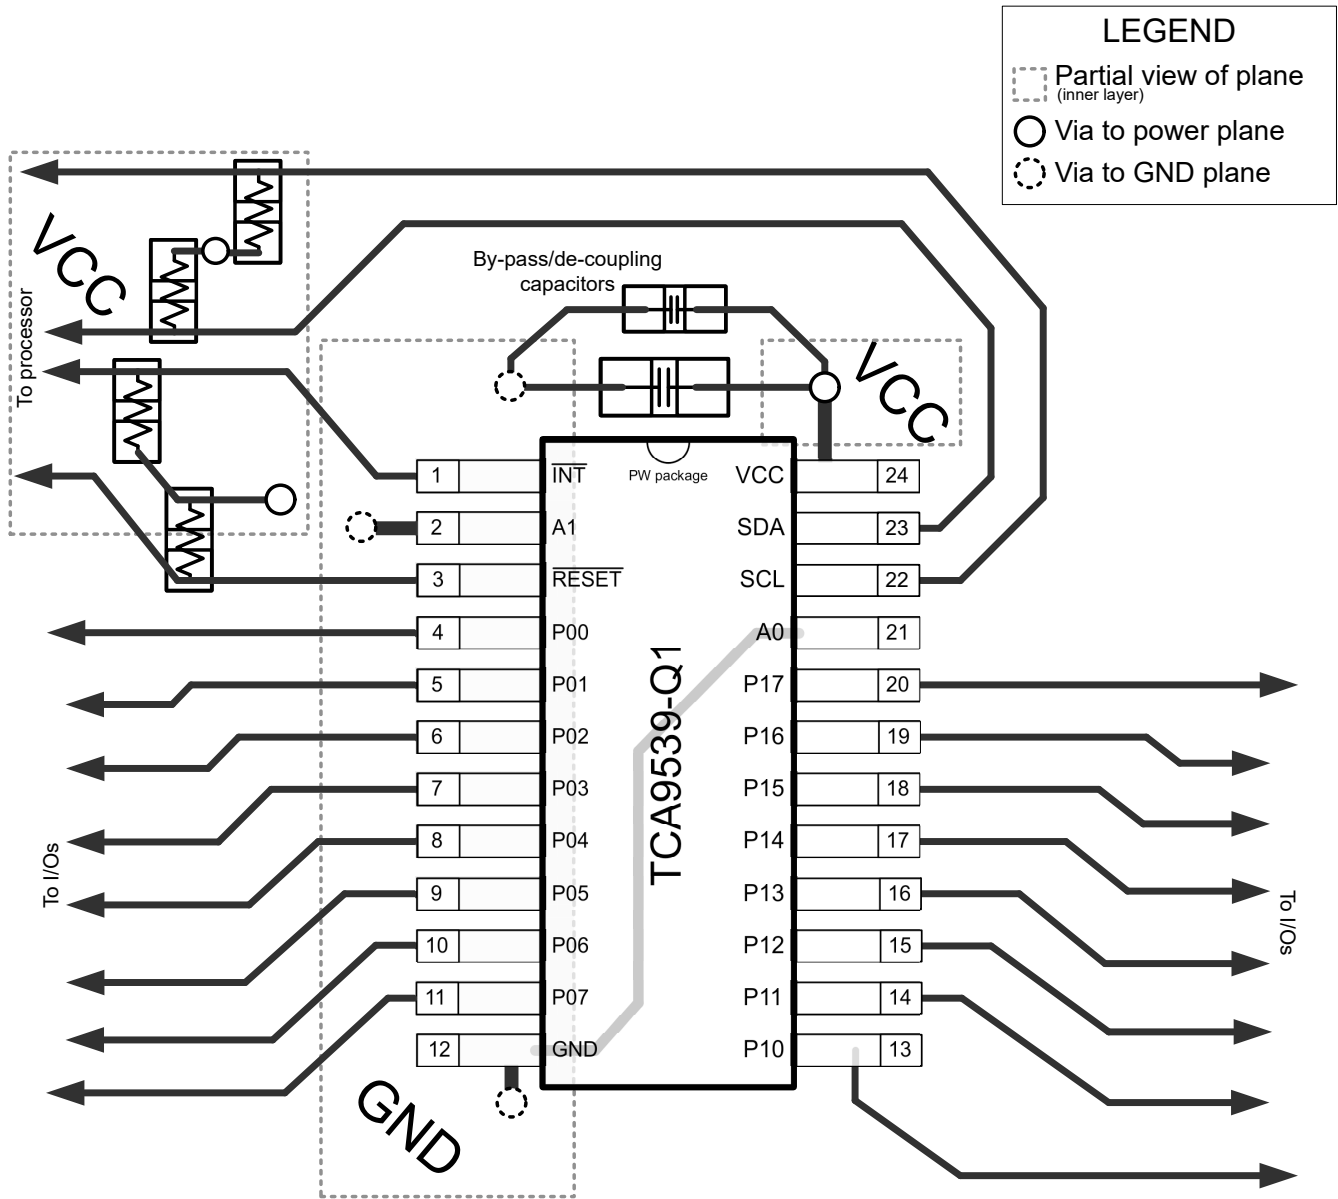 LEGEND
Partial view of plane
(inner layer)
Via to power plane
Via to GND plane
VCC
To processor
By-pass/de-coupling
capacitors
VCC
PW package
TCA9539-Q1
1 INT
2 A1
3 RESET
4 P00
5 P01
6 P02
7 P03
8 P04
9 P05
10 P06
11 P07
12 GND
VCC 24
SDA 23
SCL 22
A0 21
P17 20
P16 19
P15 18
P14 17
P13 16
P12 15
P11 14
P10 13
To I/Os
To I/Os
GND